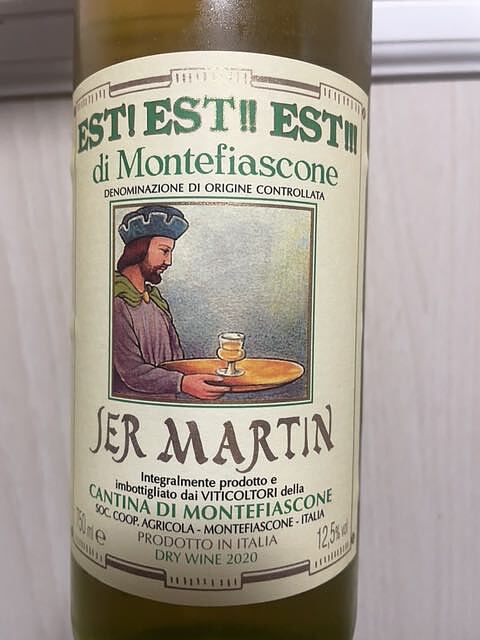 EST! EST!! EST!!!
di Montefiascone
DENOMINAZIONE DI ORIGINE CONTROLLATA
SER MARTIN
Integralmente prodotto e
imbottigliato dai VITICOLTORI della
CANTINA DI MONTEFIASCONE
SOC. COOP. AGRICOLA - MONTEFIASCONE - ITALIA
750 ml e
PRODOTTO IN ITALIA
12,5% vol
DRY WINE 2020